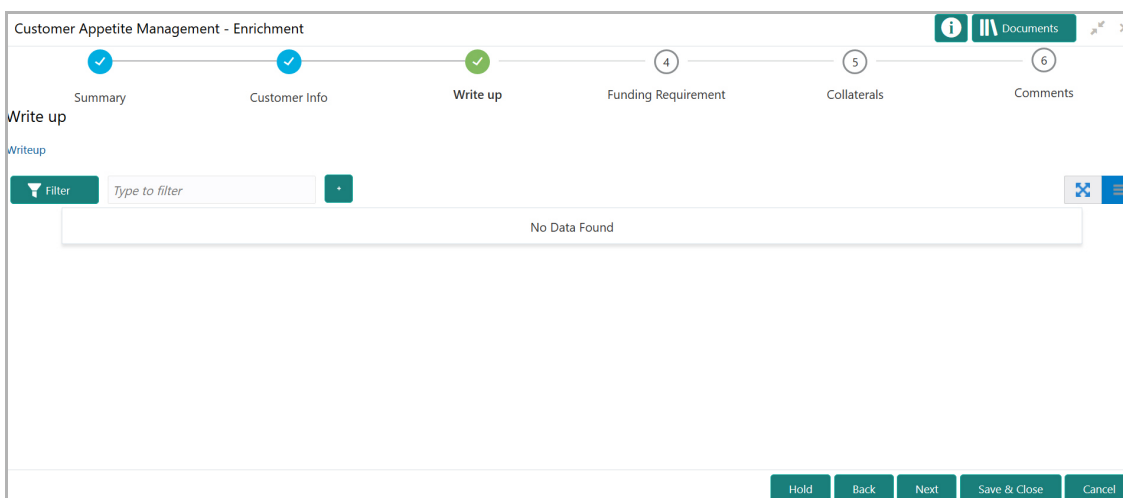 Customer Appetite Management - Enrichment
Documents
4
5
6
Summary
Customer Info
Write up
Funding Requirement
Collaterals
Comments
Write up
Writeup
Filter
Type to filter
+
No Data Found
Hold
Back
Next
Save & Close
Cancel